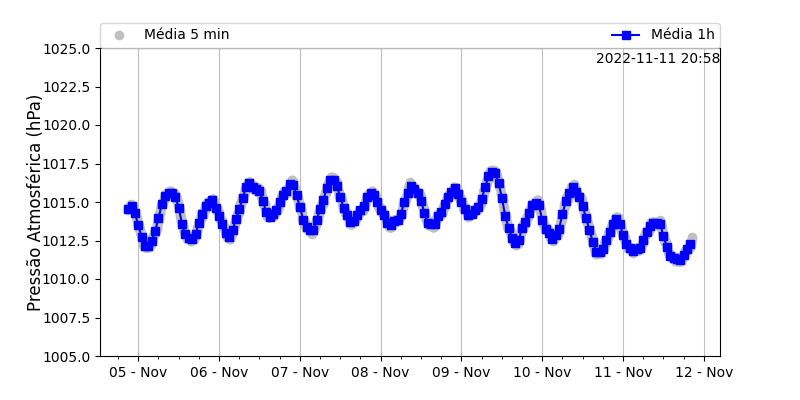 Média 5 min
Média 1h
2022-11-11 20:58
Pressão Atmosférica (hPa)
1025.0
1022.5
1020.0
1017.5
1015.0
1012.5
1010.0
1007.5
1005.0
05 - Nov
06 - Nov
07 - Nov
08 - Nov
09 - Nov
10 - Nov
11 - Nov
12 - Nov